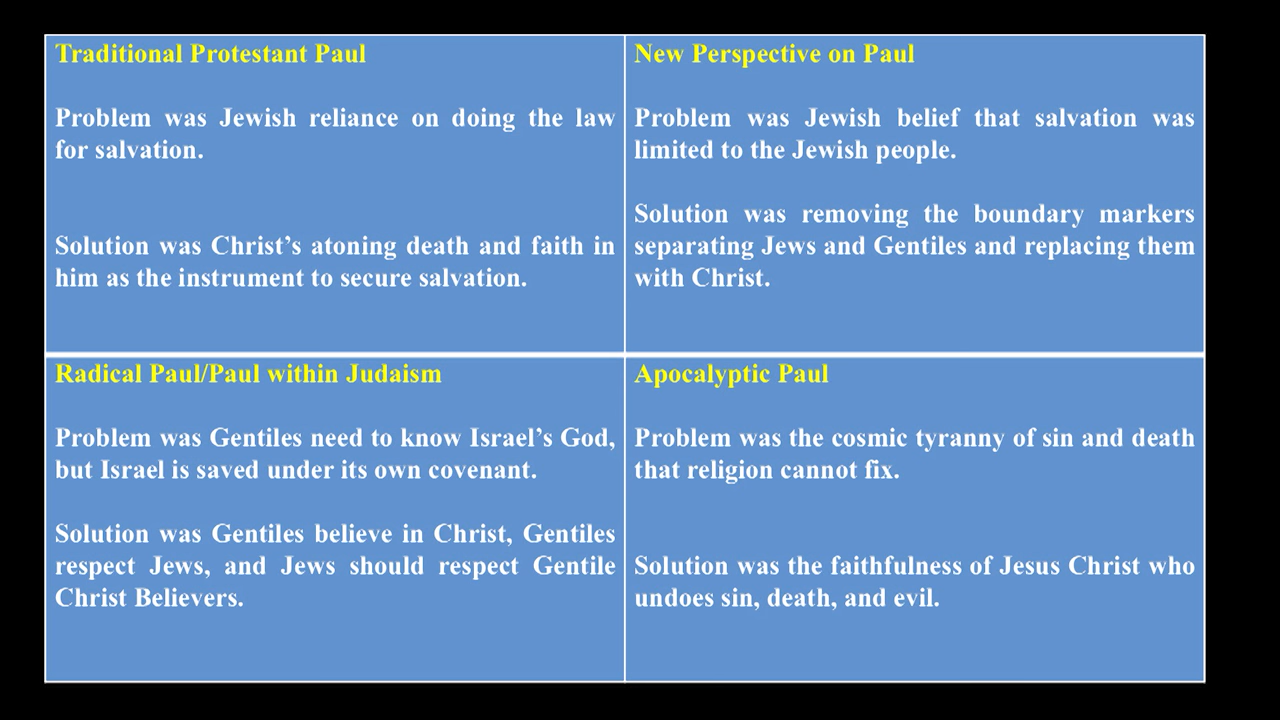 Traditional Protestant Paul
Problem was Jewish reliance on doing the law
for salvation.
Solution was Christ’s atoning death and faith in
him as the instrument to secure salvation.
New Perspective on Paul
Problem was Jewish belief that salvation was
limited to the Jewish people.
Solution was removing the boundary markers
separating Jews and Gentiles and replacing them
with Christ.
Radical Paul/Paul within Judaism
Problem was Gentiles need to know Israel’s God,
but Israel is saved under its own covenant.
Solution was Gentiles believe in Christ, Gentiles
respect Jews, and Jews should respect Gentile
Christ Believers.
Apocalyptic Paul
Problem was the cosmic tyranny of sin and death
that religion cannot fix.
Solution was the faithfulness of Jesus Christ who
undoes sin, death, and evil.